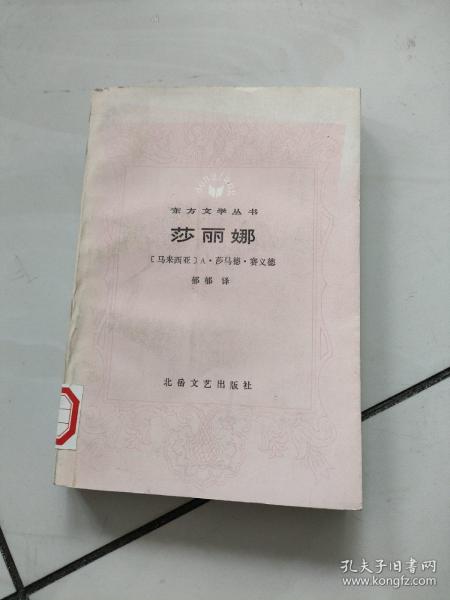 东方文学丛书
莎丽娜
〔马来西亚〕A·莎马德·赛义德
郁郁 译
北岳文艺出版社
孔夫子旧书网
www.kongfz.com